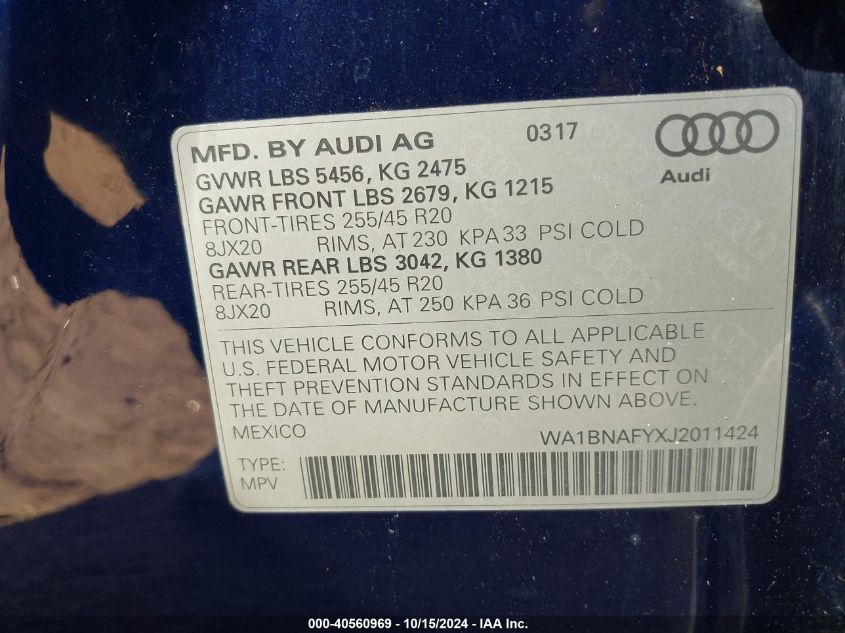 MFD. BY AUDI AG 0317
Audi
GVWR LBS 5456, KG 2475
GAWR FRONT LBS 2679, KG 1215
FRONT-TIRES 255/45 R20
8JX20 RIMS, AT 230 KPA 33 PSI COLD
GAWR REAR LBS 3042, KG 1380
REAR-TIRES 255/45 R20
8JX20 RIMS, AT 250 KPA 36 PSI COLD
THIS VEHICLE CONFORMS TO ALL APPLICABLE
U.S. FEDERAL MOTOR VEHICLE SAFETY AND
THEFT PREVENTION STANDARDS IN EFFECT ON
THE DATE OF MANUFACTURE SHOWN ABOVE.
MEXICO WA1BNAFYXJ2011424
TYPE:
MPV
000-40560969 - 10/15/2024 - IAA Inc.